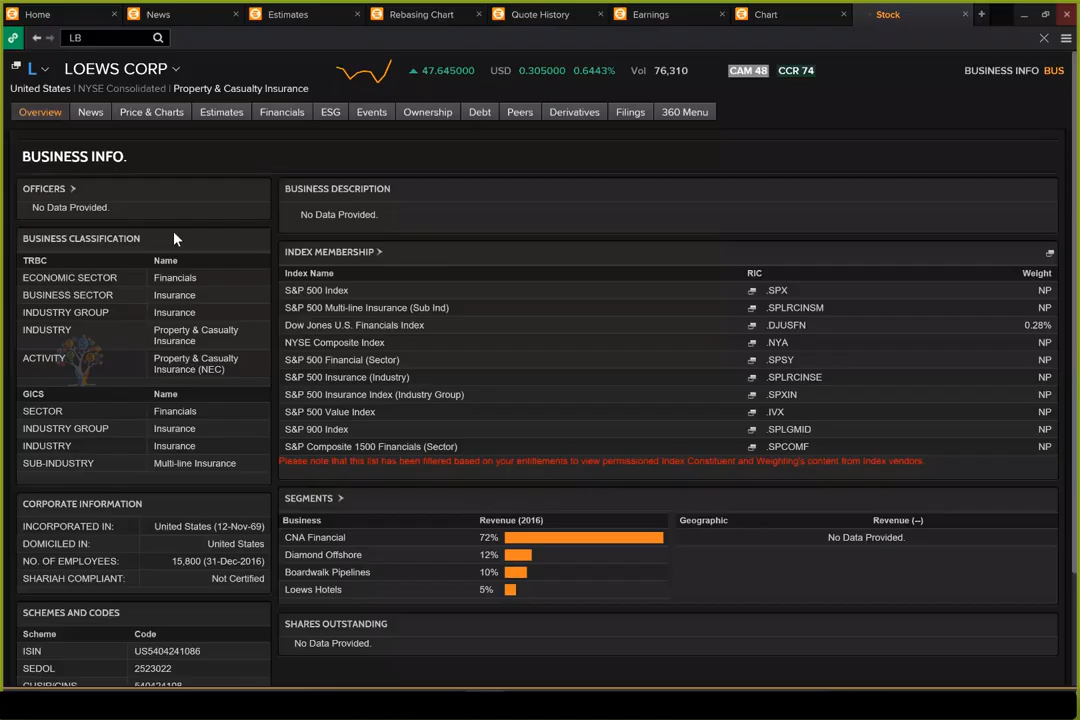 Home News Estimates Rebasing Chart Quote History Earnings Chart Stock
LB
L LOEWS CORP 47.645000 USD 0.305000 0.6443% Vol 76,310 CAM 48 CCR 74 BUSINESS INFO BUS
United States | NYSE Consolidated | Property & Casualty Insurance
Overview News Price & Charts Estimates Financials ESG Events Ownership Debt Peers Derivatives Filings 360 Menu
BUSINESS INFO.
OFFICERS
No Data Provided.
BUSINESS CLASSIFICATION
TRBC Name
ECONOMIC SECTOR Financials
BUSINESS SECTOR Insurance
INDUSTRY GROUP Insurance
INDUSTRY Property & Casualty
Insurance
ACTIVITY Property & Casualty
Insurance (NEC)
GICS Name
SECTOR Financials
INDUSTRY GROUP Insurance
INDUSTRY Insurance
SUB-INDUSTRY Multi-line Insurance
CORPORATE INFORMATION
INCORPORATED IN: United States (12-Nov-69)
DOMICILED IN: United States
NO. OF EMPLOYEES: 15,800 (31-Dec-2016)
SHARIAH COMPLIANT: Not Certified
SCHEMES AND CODES
Scheme Code
ISIN US5404241086
SEDOL 2523022
CUSIP/CINS 540424108
BUSINESS DESCRIPTION
No Data Provided.
INDEX MEMBERSHIP
Index Name RIC Weight
S&P 500 Index .SPX NP
S&P 500 Multi-line Insurance (Sub Ind) .SPLRCINSM NP
Dow Jones U.S. Financials Index .DJUSFN 0.28%
NYSE Composite Index .NYA NP
S&P 500 Financial (Sector) .SPSY NP
S&P 500 Insurance (Industry) .SPLRCINSE NP
S&P 500 Insurance Index (Industry Group) .SPXIN NP
S&P 500 Value Index .IVX NP
S&P 900 Index .SPLGMID NP
S&P Composite 1500 Financials (Sector) .SPCOMF NP
Please note that this list has been filtered based on your entitlements to view permissioned Index Constituent and Weighting's content from Index vendors.
SEGMENTS
Business Revenue (2016) Geographic Revenue (--)
CNA Financial 72% No Data Provided.
Diamond Offshore 12%
Boardwalk Pipelines 10%
Loews Hotels 5%
SHARES OUTSTANDING
No Data Provided.